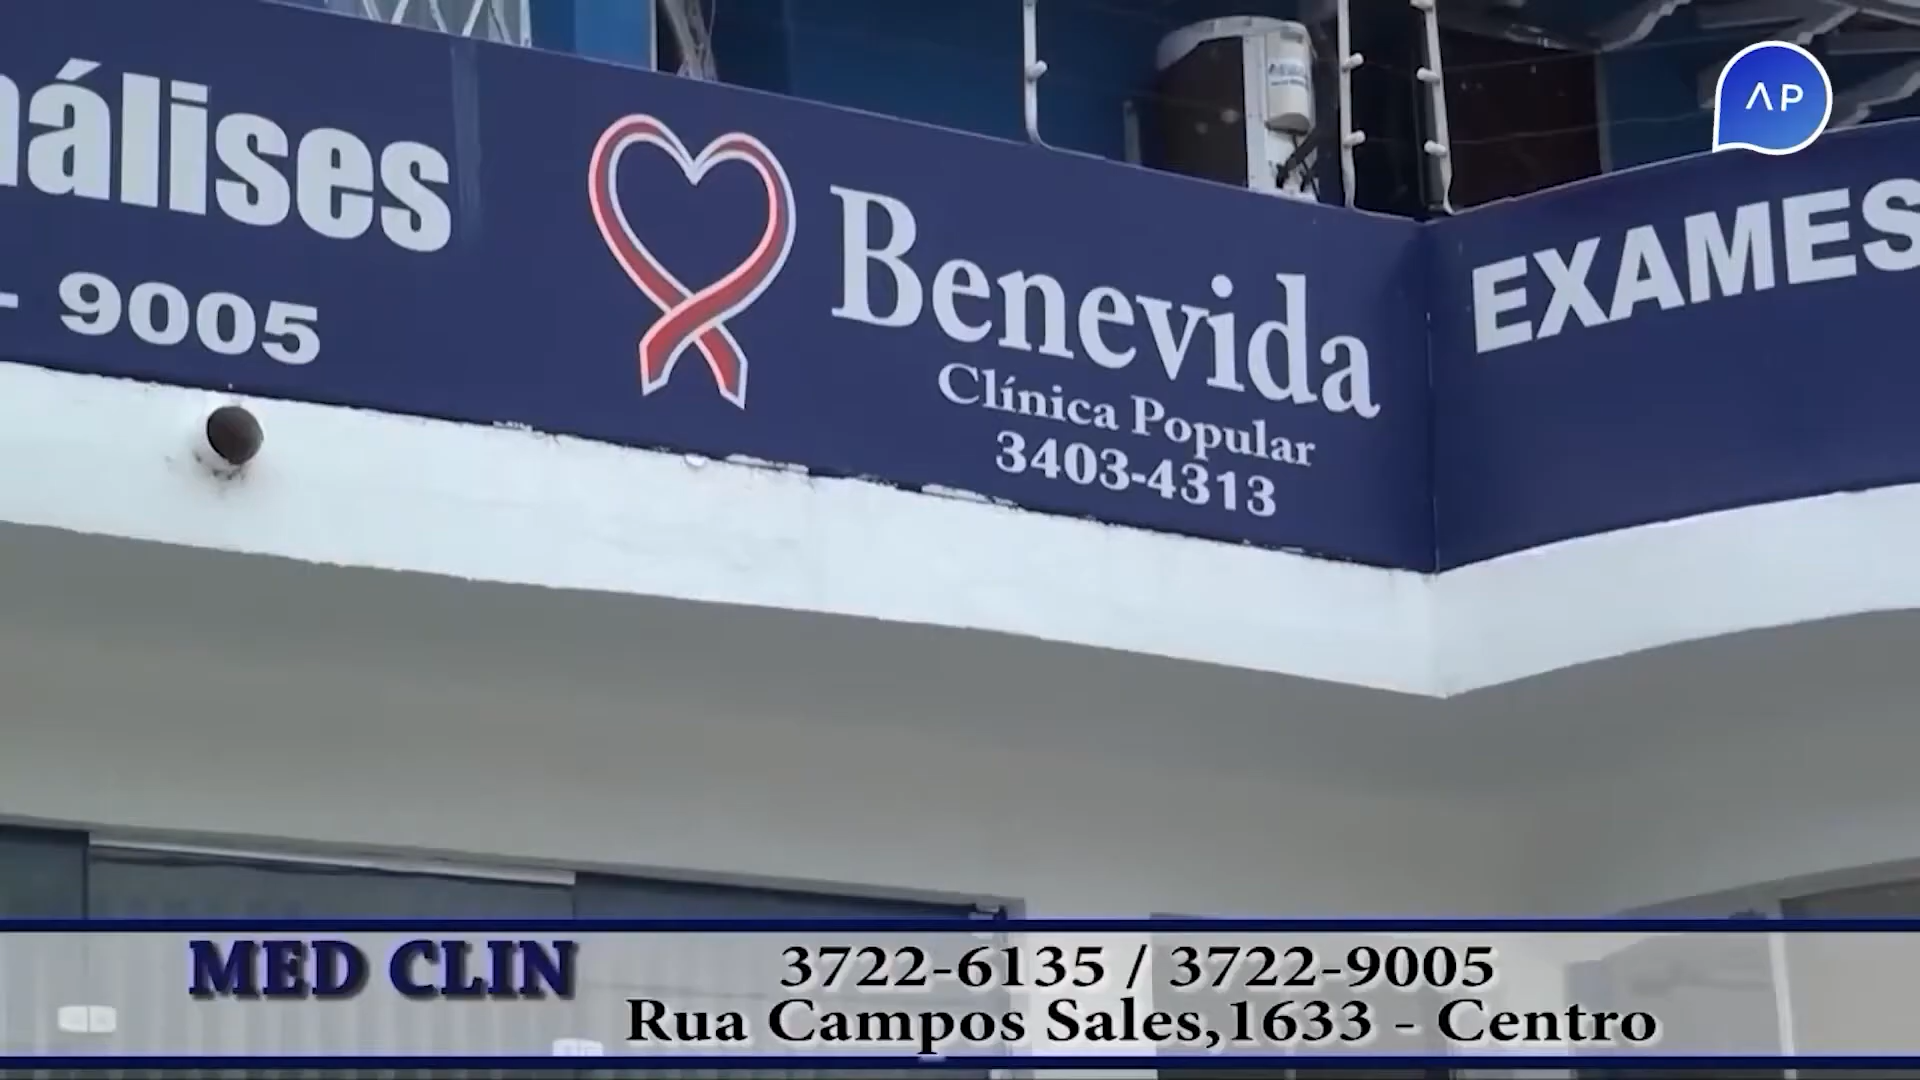 AP
álises
- 9005
Benevida
Clínica Popular
3403-4313
EXAMES
MED CLIN
3722-6135 / 3722-9005
Rua Campos Sales,1633 - Centro